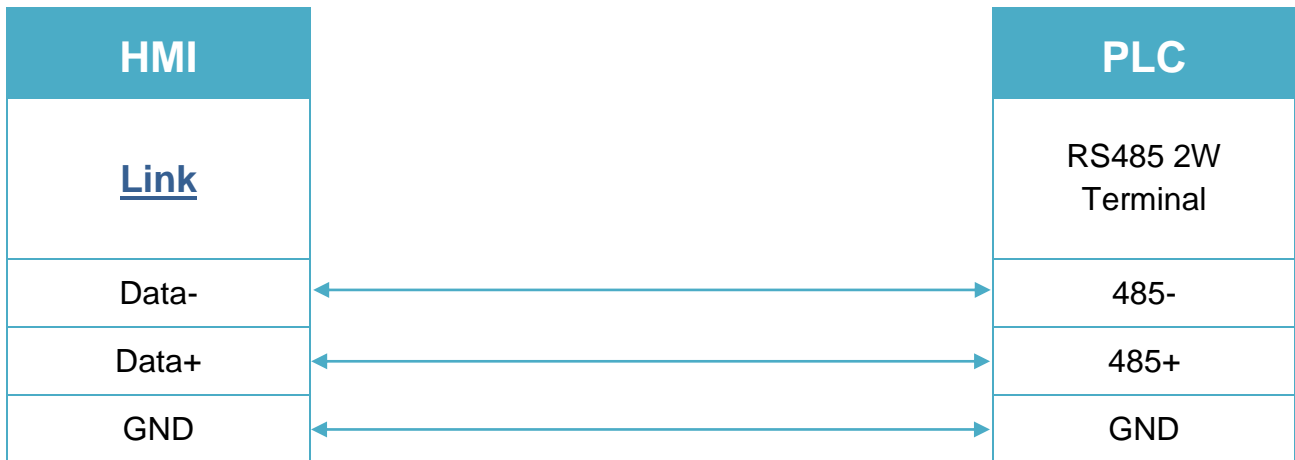 HMI
PLC
Link
RS485 2W
Terminal
Data-
485-
Data+
485+
GND
GND